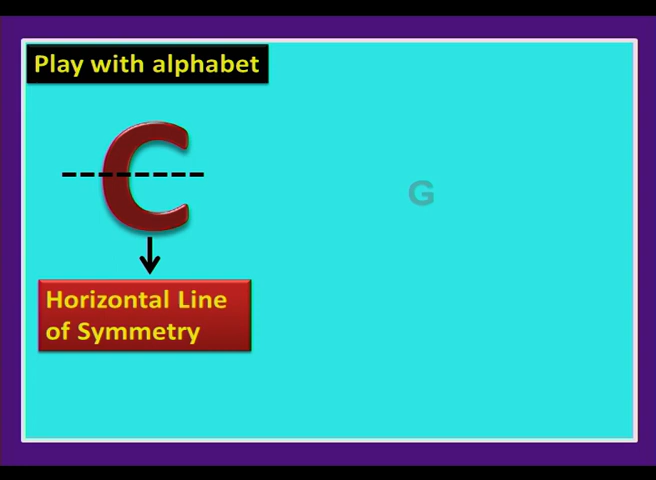 Play with alphabet
C
G
Horizontal Line
of Symmetry